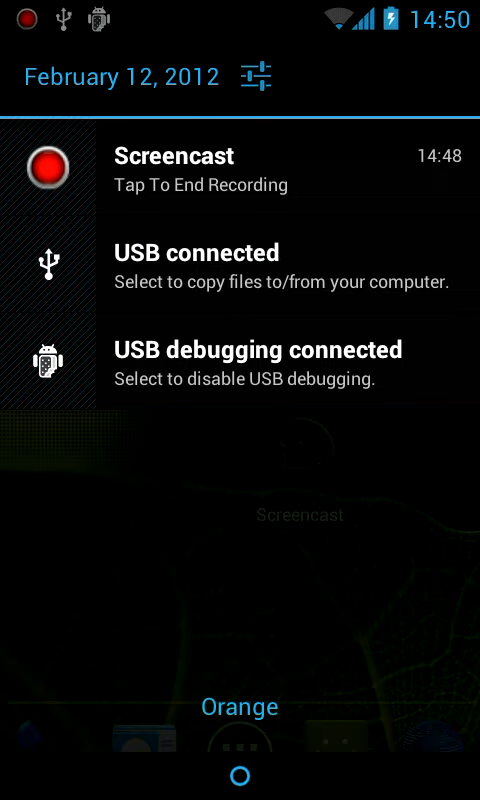 14:50
February 12, 2012
Screencast 14:48
Tap To End Recording
USB connected
Select to copy files to/from your computer.
USB debugging connected
Select to disable USB debugging.
Screencast
Orange